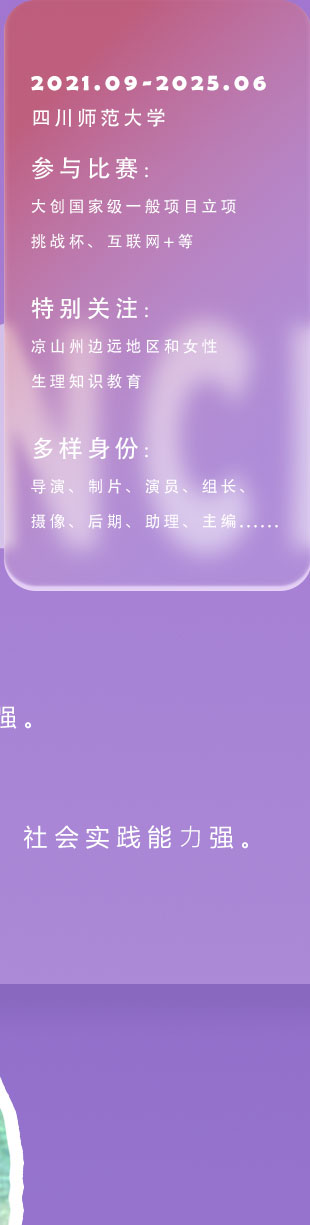 2021.09-2025.06
四川师范大学
参与比赛：
大创国家级一般项目立项
挑战杯、互联网+等
特别关注：
凉山州边远地区和女性
生理知识教育
多样身份：
导演、制片、演员、组长、
摄像、后期、助理、主编......
强。
社会实践能力强。